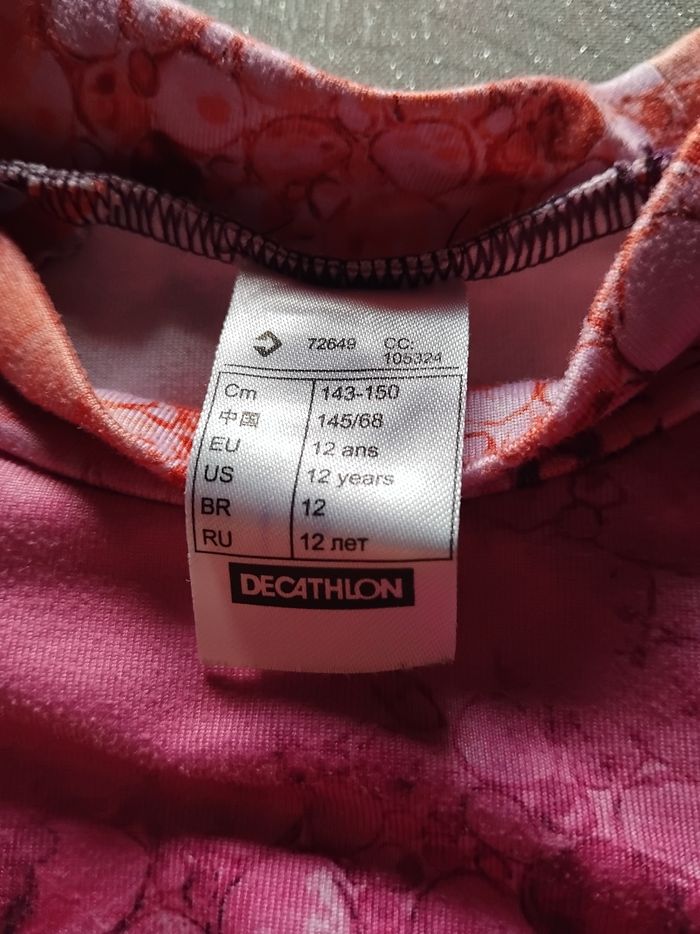 72649 CC: 105324
Cm 143-150
中国 145/68
EU 12 ans
US 12 years
BR 12
RU 12 лет
DECATHLON